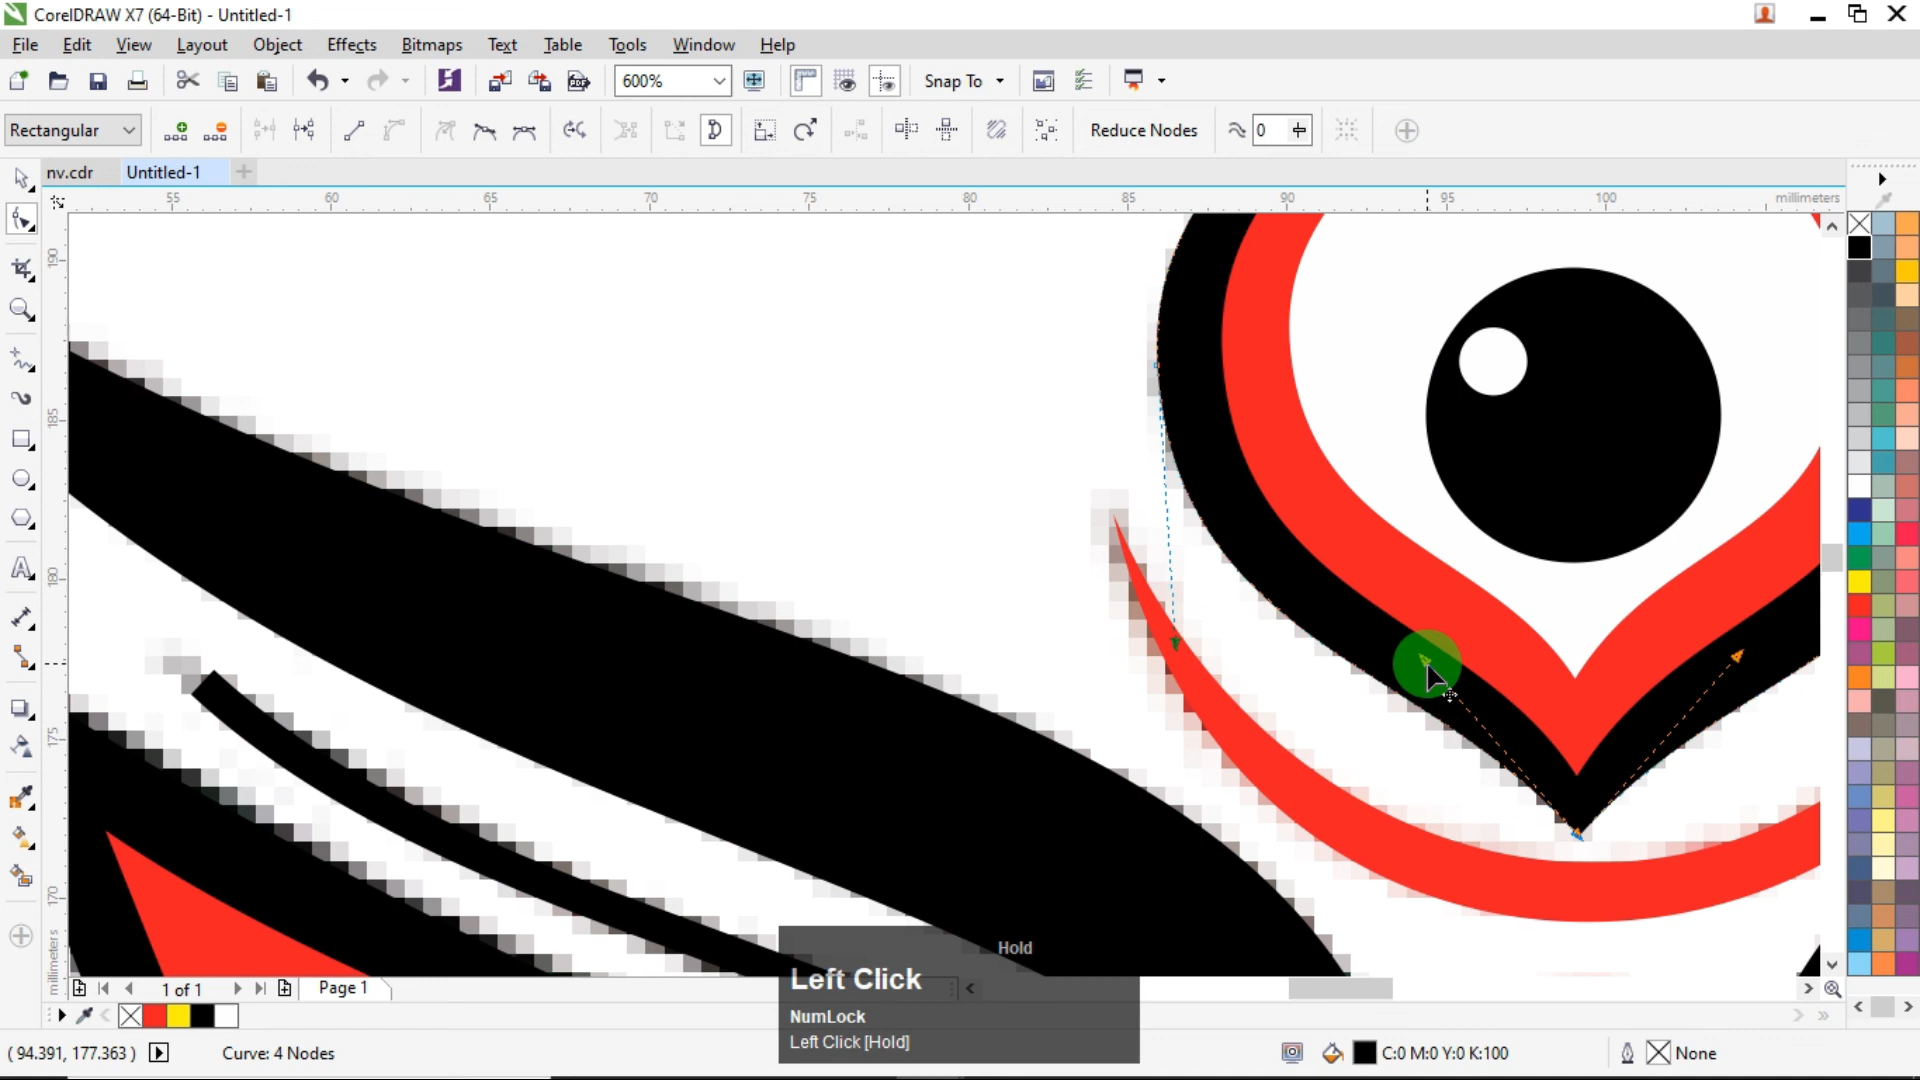 CorelDRAW X7 (64-Bit) - Untitled-1
File Edit View Layout Object Effects Bitmaps Text Table Tools Window Help
600% Snap To
Rectangular Reduce Nodes 0
nv.cdr Untitled-1
55 60 65 70 75 80 85 90 95 100 millimeters
190
185
180
175
170
millimeters
1 of 1 Page 1
Hold
Left Click
NumLock
Left Click [Hold]
( 94.391, 177.363 ) Curve: 4 Nodes C:0 M:0 Y:0 K:100 None